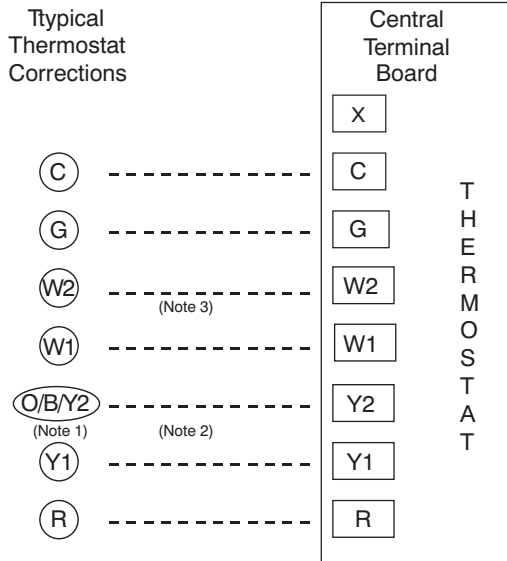 Ttypical
Thermostat
Corrections
Central
Terminal
Board
X
C C
G G
W2 W2
(Note 3)
W1 W1
O/B/Y2 Y2
(Note 1) (Note 2)
Y1 Y1
R R
THERMOSTAT